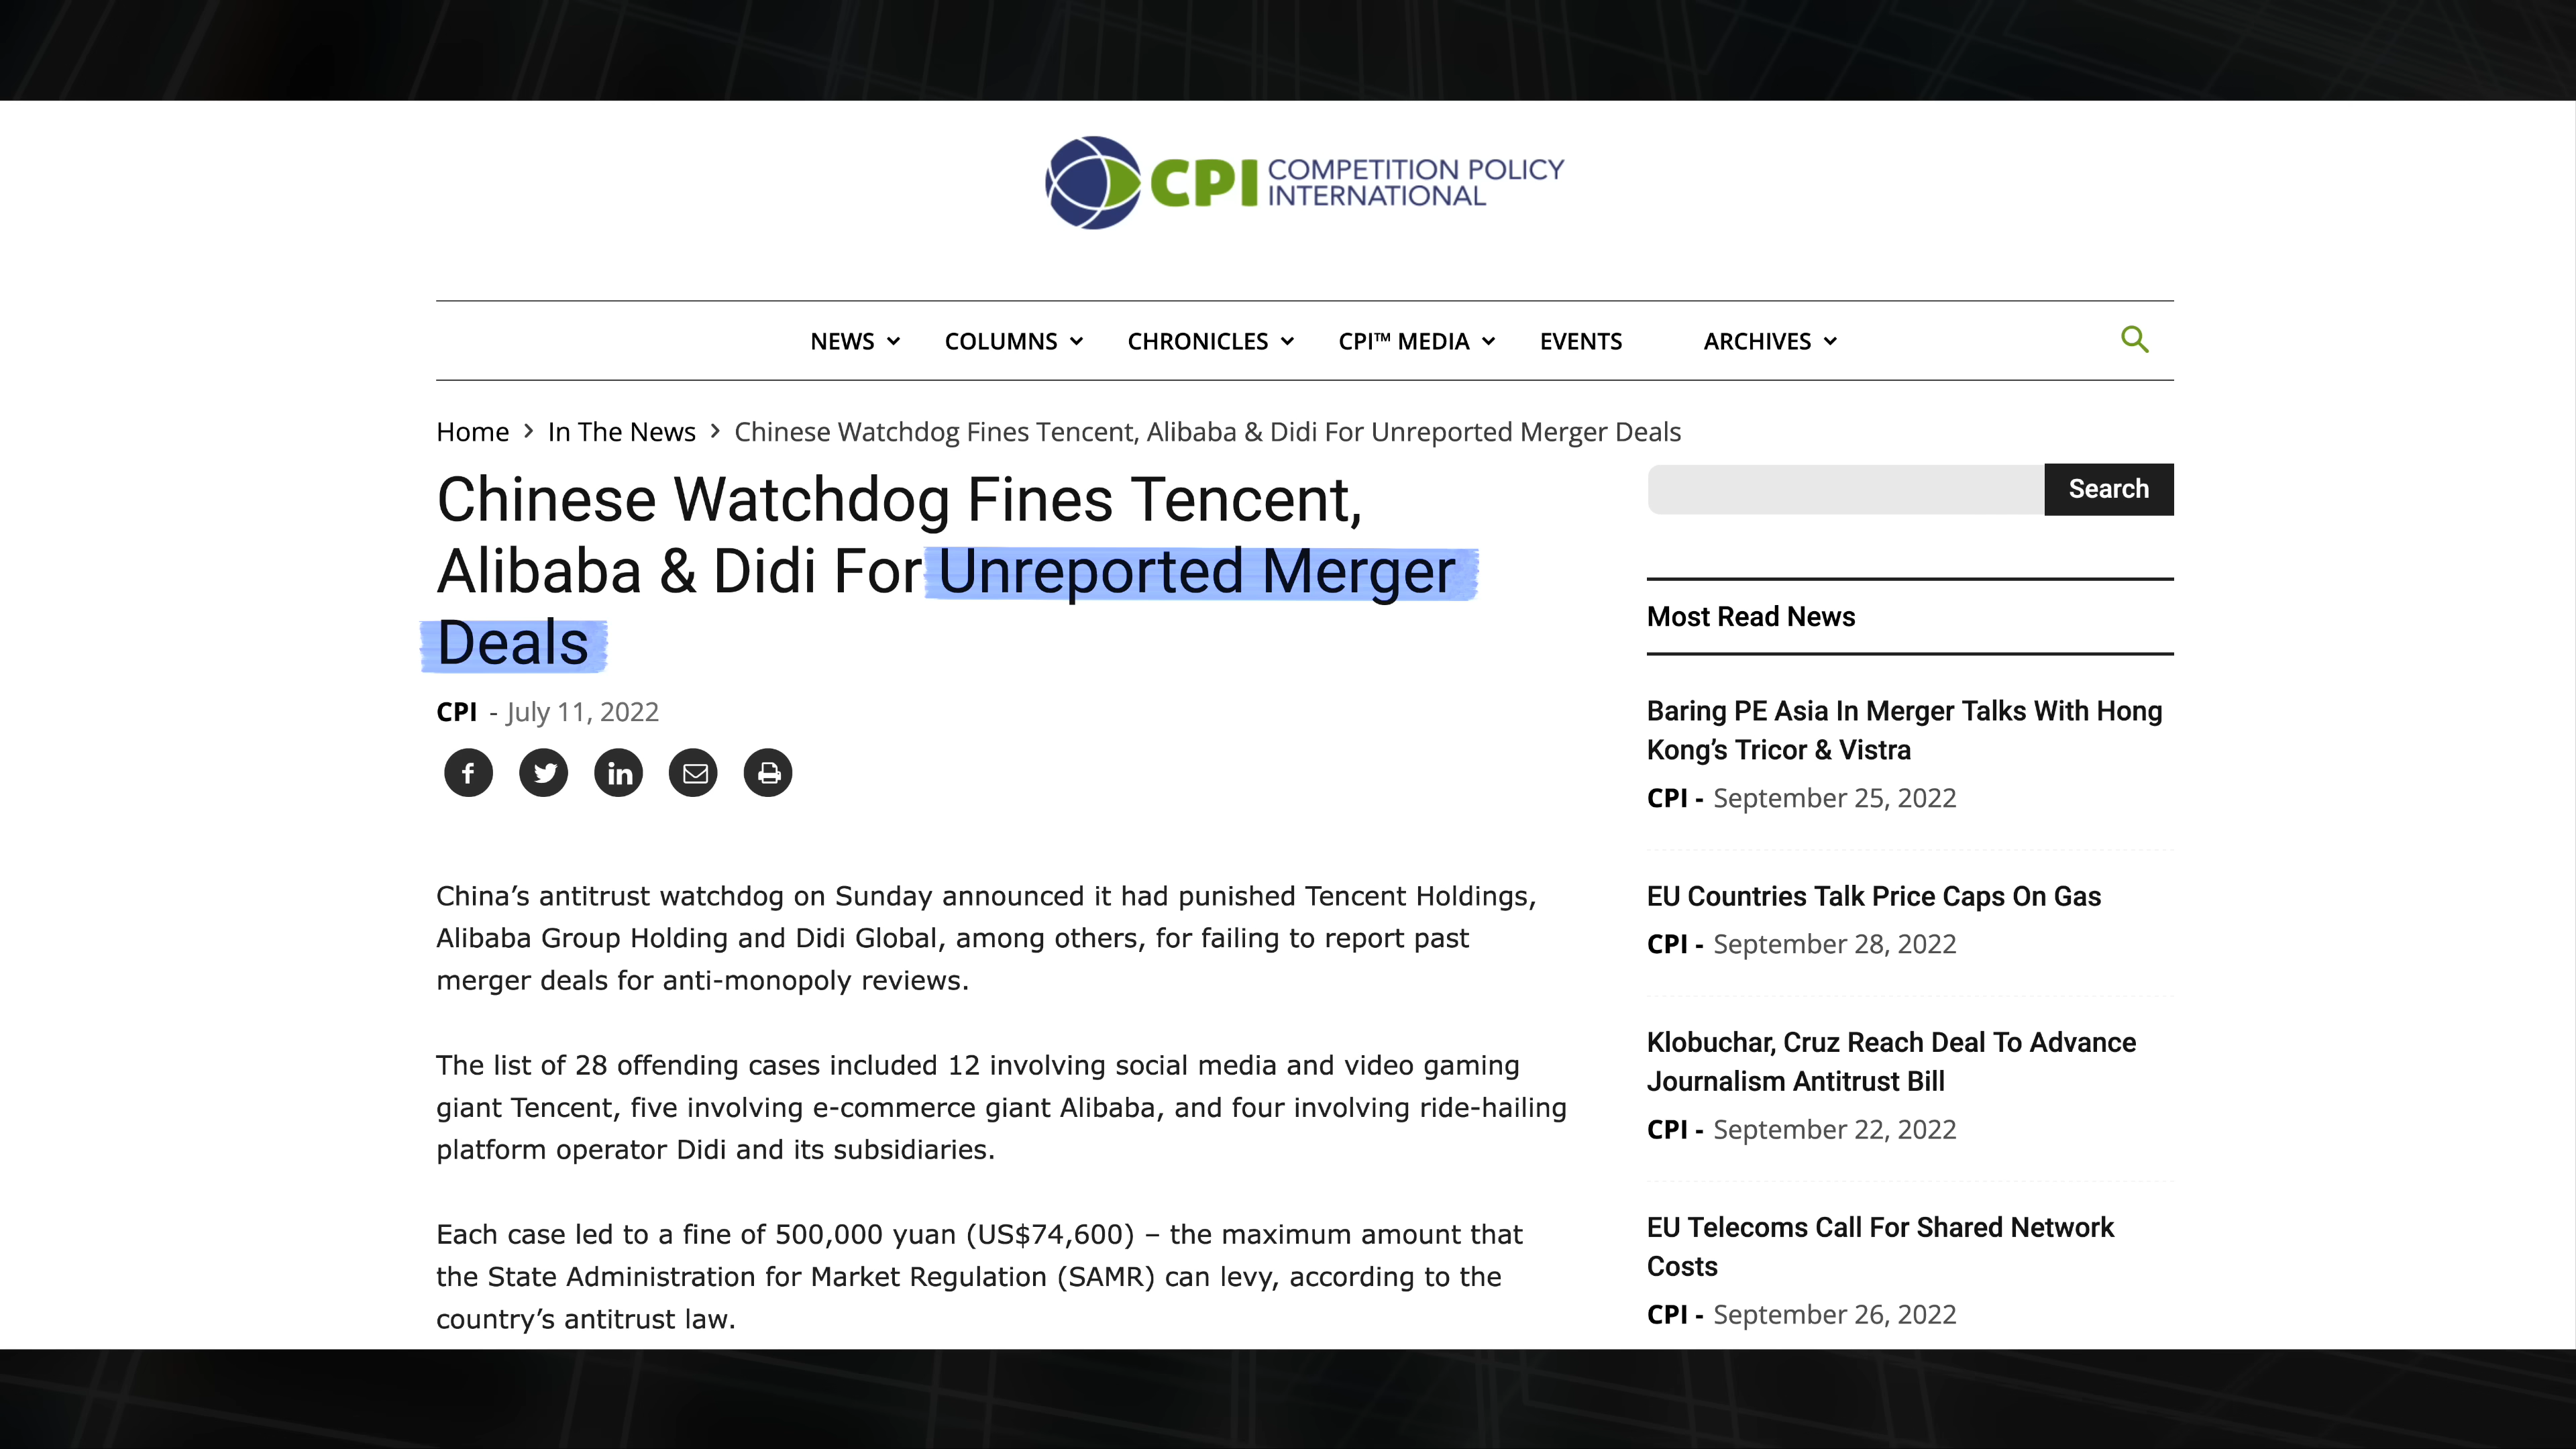 CPI COMPETITION POLICY
INTERNATIONAL
NEWS COLUMNS CHRONICLES CPI™ MEDIA EVENTS ARCHIVES
Home > In The News > Chinese Watchdog Fines Tencent, Alibaba & Didi For Unreported Merger Deals
Chinese Watchdog Fines Tencent,
Alibaba & Didi For Unreported Merger
Deals
CPI - July 11, 2022
China’s antitrust watchdog on Sunday announced it had punished Tencent Holdings,
Alibaba Group Holding and Didi Global, among others, for failing to report past
merger deals for anti-monopoly reviews.
The list of 28 offending cases included 12 involving social media and video gaming
giant Tencent, five involving e-commerce giant Alibaba, and four involving ride-hailing
platform operator Didi and its subsidiaries.
Each case led to a fine of 500,000 yuan (US$74,600) – the maximum amount that
the State Administration for Market Regulation (SAMR) can levy, according to the
country’s antitrust law.
Search
Most Read News
Baring PE Asia In Merger Talks With Hong
Kong’s Tricor & Vistra
CPI - September 25, 2022
EU Countries Talk Price Caps On Gas
CPI - September 28, 2022
Klobuchar, Cruz Reach Deal To Advance
Journalism Antitrust Bill
CPI - September 22, 2022
EU Telecoms Call For Shared Network
Costs
CPI - September 26, 2022